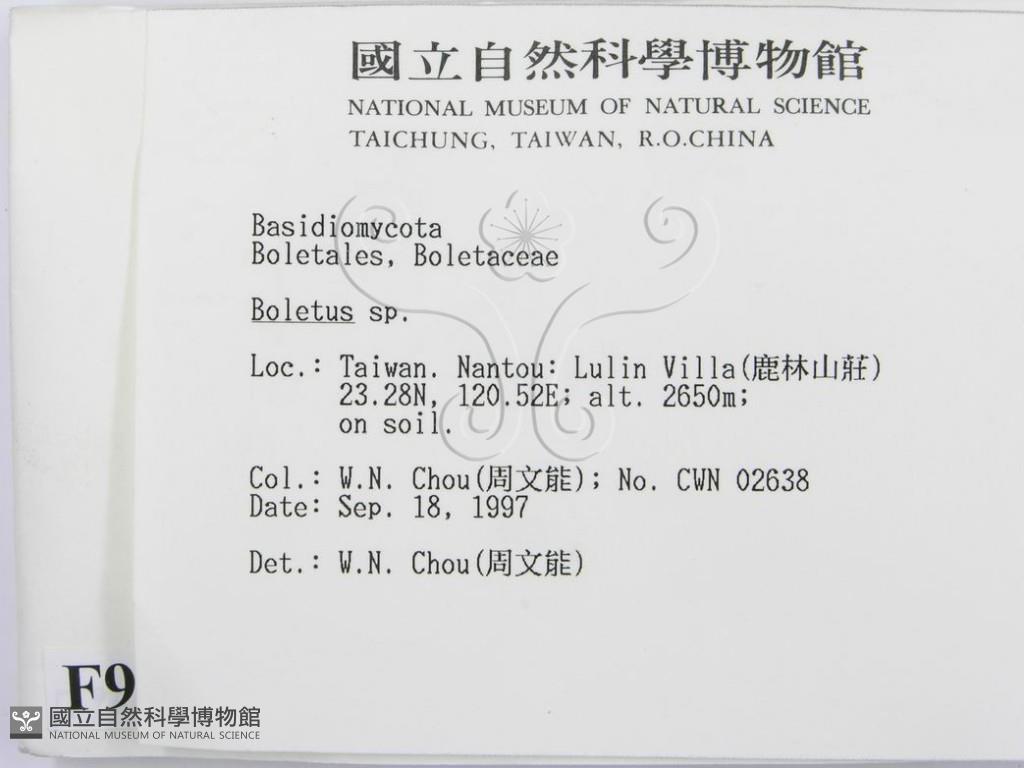 國立自然科學博物館
NATIONAL MUSEUM OF NATURAL SCIENCE
TAICHUNG, TAIWAN, R.O.CHINA
Basidiomycota
Boletales, Boletaceae
Boletus sp.
Loc.: Taiwan. Nantou: Lulin Villa(鹿林山莊)
23.28N, 120.52E; alt. 2650m;
on soil.
Col.: W.N. Chou(周文能); No. CWN 02638
Date: Sep. 18, 1997
Det.: W.N. Chou(周文能)
F9
國立自然科學博物館
NATIONAL MUSEUM OF NATURAL SCIENCE